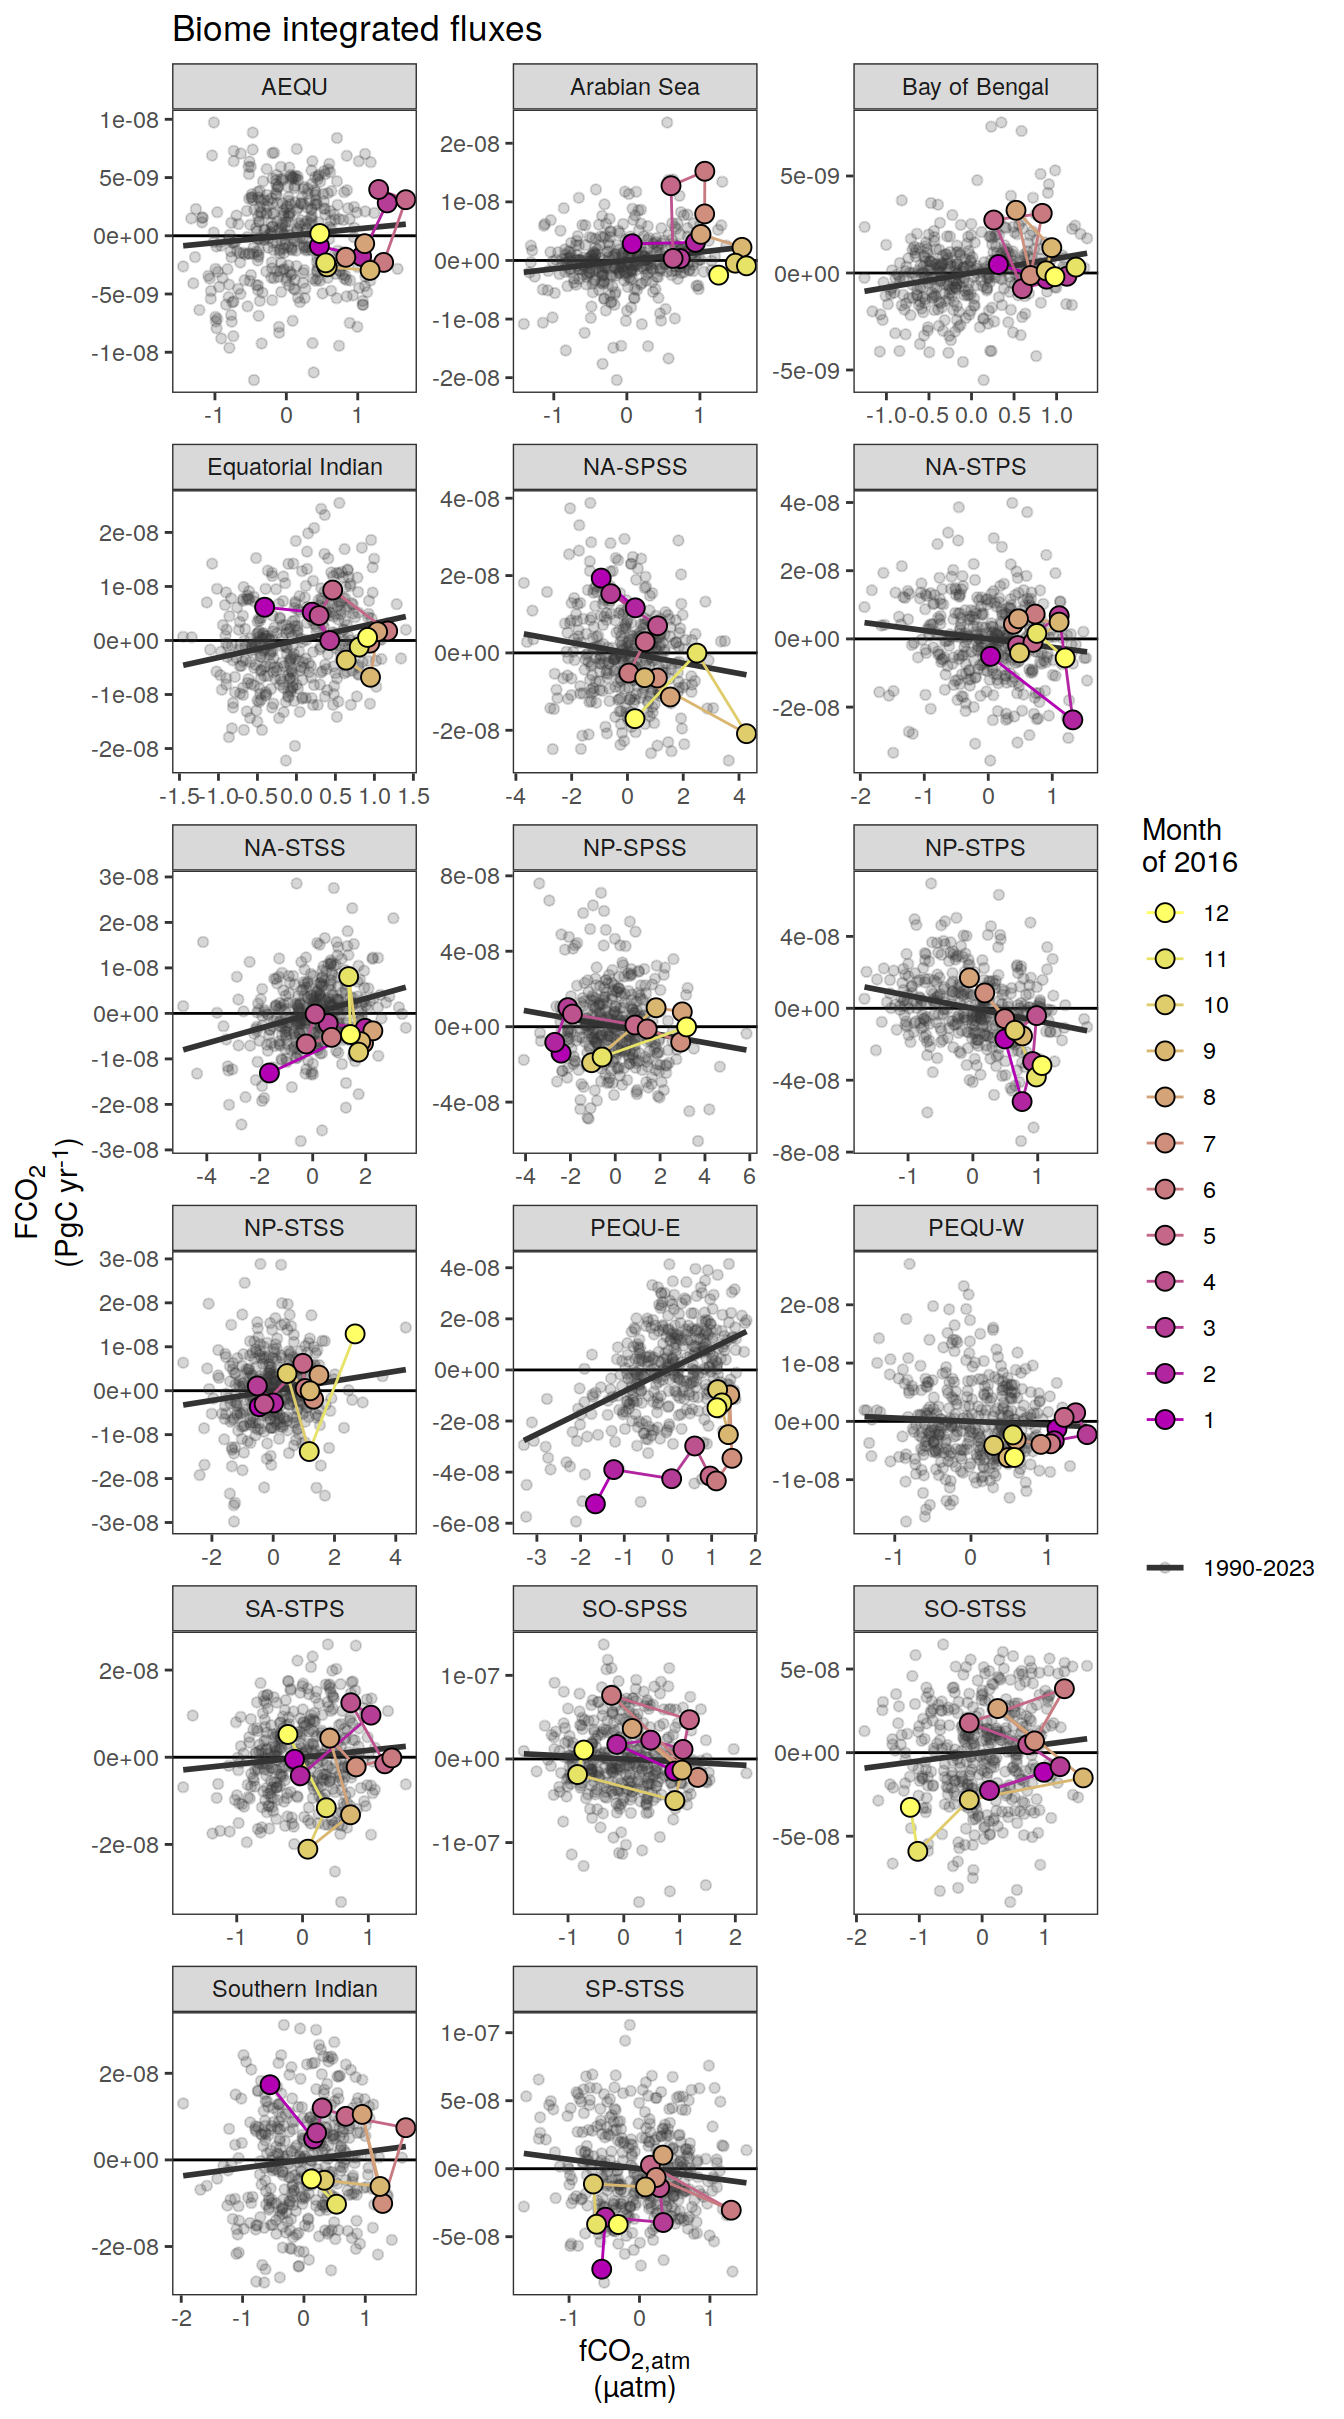 Biome integrated fluxes
AEQU
Arabian Sea
Bay of Bengal
1e-08
5e-09
0e+00
-5e-09
-1e-08
2e-08
1e-08
0e+00
-1e-08
-2e-08
5e-09
0e+00
-5e-09
-1 0 1
-1 0 1
-1.0 -0.5 0.0 0.5 1.0
Equatorial Indian
NA-SPSS
NA-STPS
2e-08
1e-08
0e+00
-1e-08
-2e-08
4e-08
2e-08
0e+00
-2e-08
4e-08
2e-08
0e+00
-2e-08
-1.5 -1.0 -0.5 0.0 0.5 1.0 1.5
-4 -2 0 2 4
-2 -1 0 1
NA-STSS
NP-SPSS
NP-STPS
3e-08
2e-08
1e-08
0e+00
-1e-08
-2e-08
-3e-08
8e-08
4e-08
0e+00
-4e-08
4e-08
0e+00
-4e-08
-8e-08
-4 -2 0 2
-4 -2 0 2 4 6
-1 0 1
NP-STSS
PEQU-E
PEQU-W
3e-08
2e-08
1e-08
0e+00
-1e-08
-2e-08
-3e-08
4e-08
2e-08
0e+00
-2e-08
-4e-08
-6e-08
2e-08
1e-08
0e+00
-1e-08
-2 0 2 4
-3 -2 -1 0 1 2
-1 0 1
SA-STPS
SO-SPSS
SO-STSS
2e-08
0e+00
-2e-08
1e-07
0e+00
-1e-07
5e-08
0e+00
-5e-08
-1 0 1
-1 0 1 2
-2 -1 0 1
Southern Indian
SP-STSS
2e-08
0e+00
-2e-08
1e-07
5e-08
0e+00
-5e-08
-2 -1 0 1
-1 0 1
FCO2
(PgC yr-1)
fCO2,atm
(µatm)
Month
of 2016
12
11
10
9
8
7
6
5
4
3
2
1
1990-2023